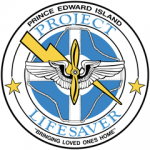 PRINCE EDWARD ISLAND
PROJECT
LIFESAVER
"BRINGING LOVED ONES HOME"